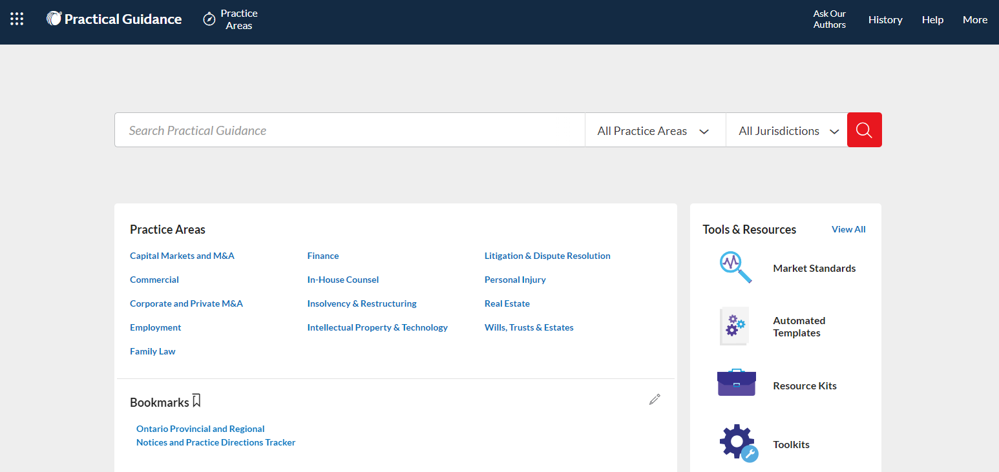 Practical Guidance
Practice
Areas
Ask Our
Authors
History
Help
More
Search Practical Guidance
All Practice Areas
All Jurisdictions
Practice Areas
Capital Markets and M&A
Commercial
Corporate and Private M&A
Employment
Family Law
Finance
In-House Counsel
Insolvency & Restructuring
Intellectual Property & Technology
Litigation & Dispute Resolution
Personal Injury
Real Estate
Wills, Trusts & Estates
Bookmarks
Ontario Provincial and Regional
Notices and Practice Directions Tracker
Tools & Resources
View All
Market Standards
Automated
Templates
Resource Kits
Toolkits